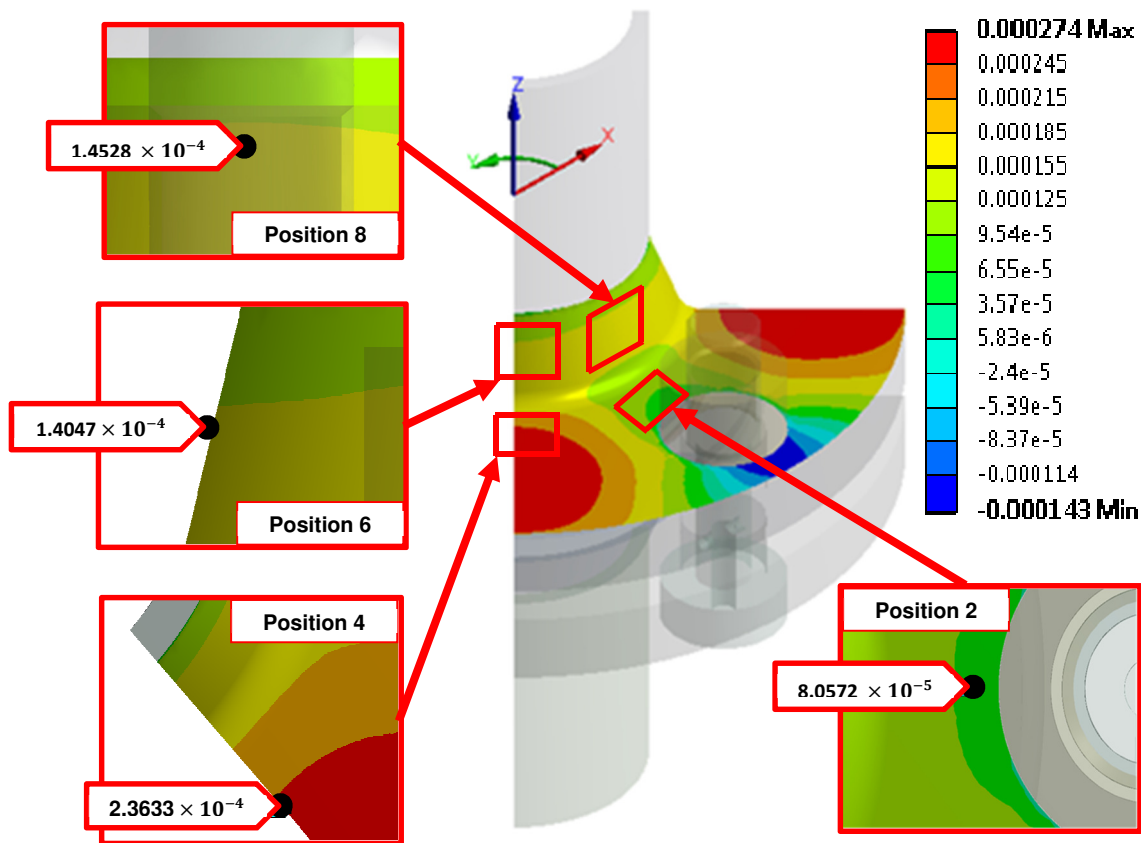 0.000274 Max
0.000245
0.000215
0.000185
0.000155
0.000125
9.54e-5
6.55e-5
3.57e-5
5.83e-6
-2.4e-5
-5.39e-5
-8.37e-5
-0.000114
-0.000143 Min
Z
X
Y
1.4528 × 10⁻⁴
Position 8
1.4047 × 10⁻⁴
Position 6
Position 4
2.3633 × 10⁻⁴
Position 2
8.0572 × 10⁻⁵